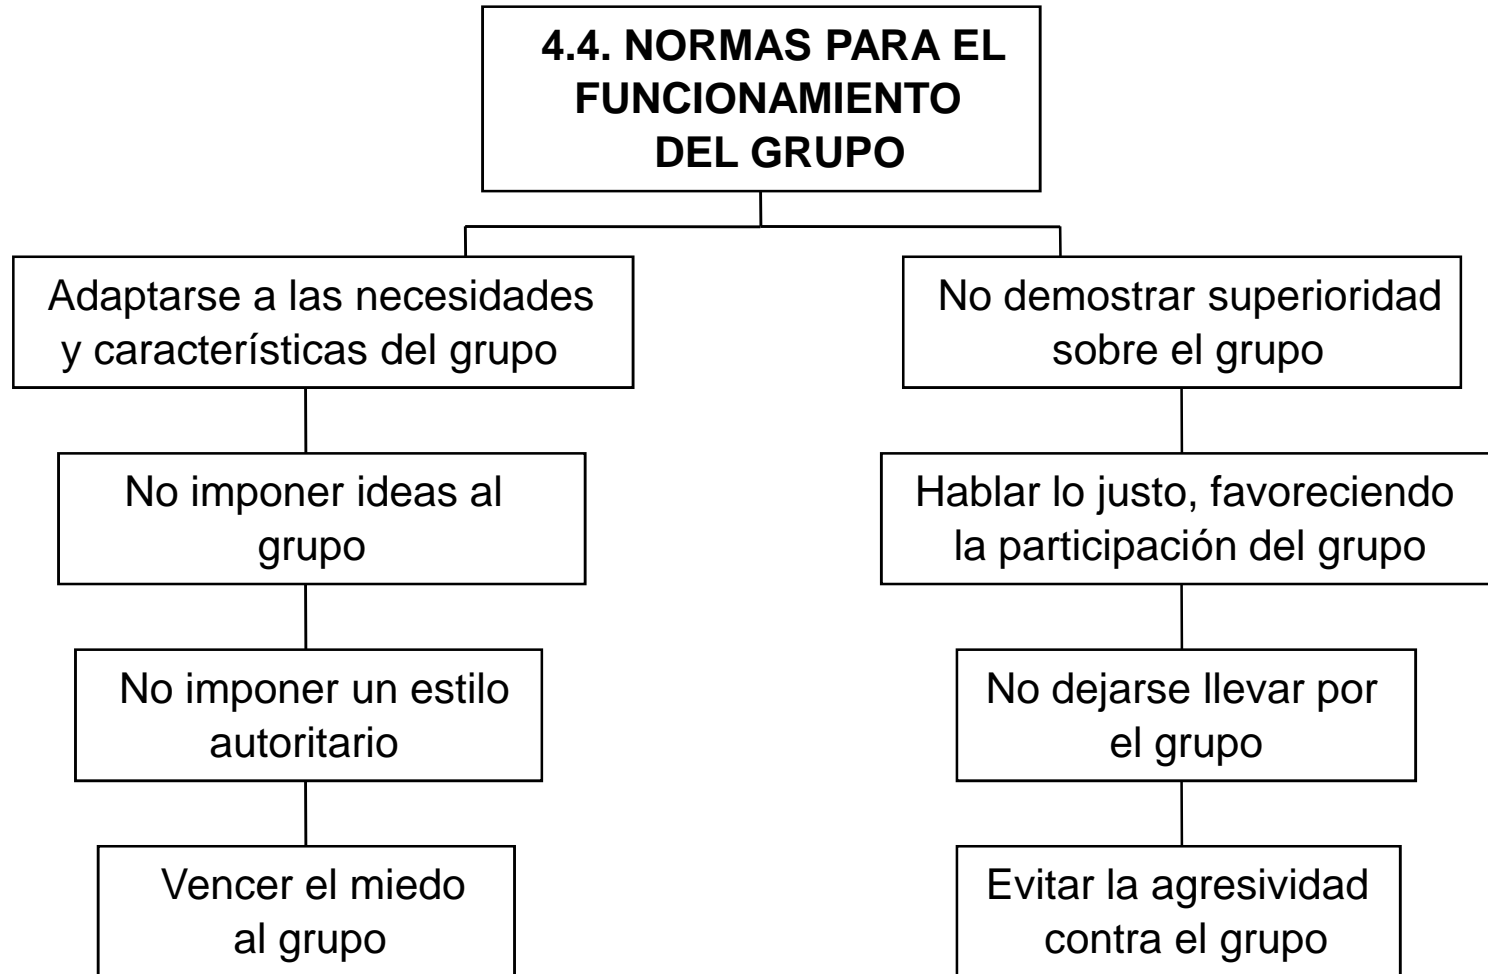 4.4. NORMAS PARA EL
FUNCIONAMIENTO
DEL GRUPO
Adaptarse a las necesidades
y características del grupo
No imponer ideas al
grupo
No imponer un estilo
autoritario
Vencer el miedo
al grupo
No demostrar superioridad
sobre el grupo
Hablar lo justo, favoreciendo
la participación del grupo
No dejarse llevar por
el grupo
Evitar la agresividad
contra el grupo